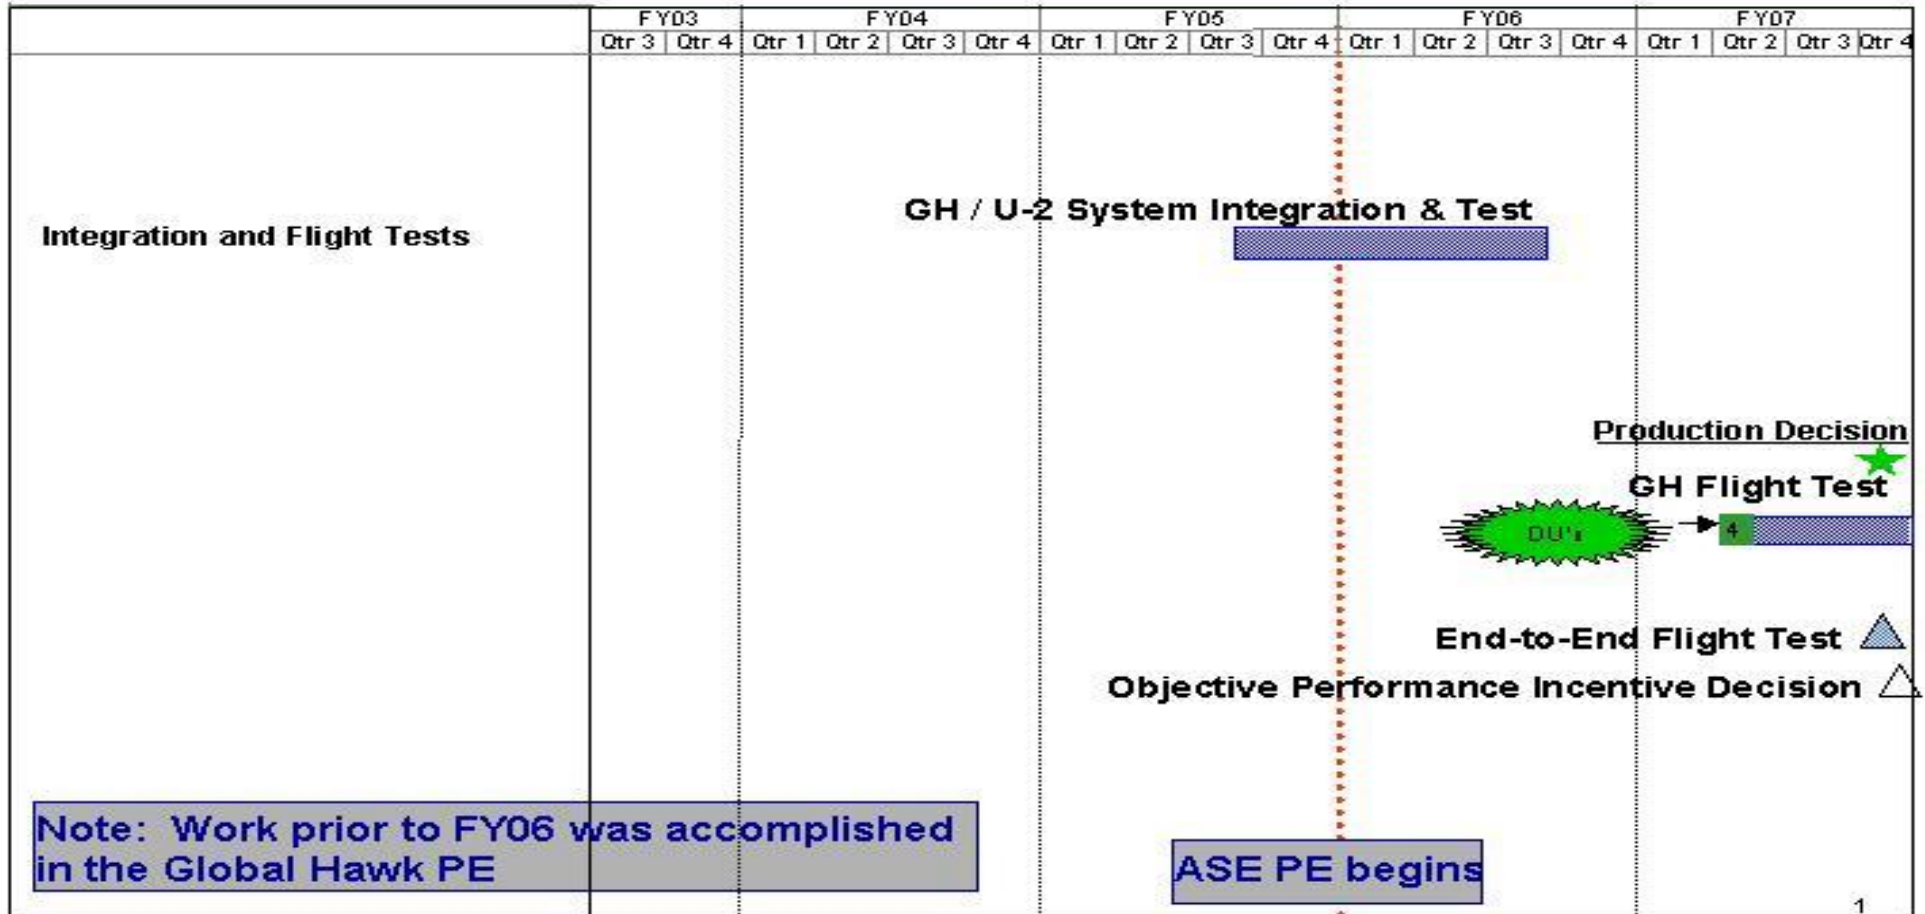 FY03 FY04 FY05 FY06 FY07
Qtr 3 Qtr 4 Qtr 1 Qtr 2 Qtr 3 Qtr 4 Qtr 1 Qtr 2 Qtr 3 Qtr 4 Qtr 1 Qtr 2 Qtr 3 Qtr 4 Qtr 1 Qtr 2 Qtr 3 Qtr 4
GH / U-2 System Integration & Test
Integration and Flight Tests
Production Decision
GH Flight Test
DU's
4
End-to-End Flight Test
Objective Performance Incentive Decision
Note: Work prior to FY06 was accomplished
in the Global Hawk PE
ASE PE begins
1